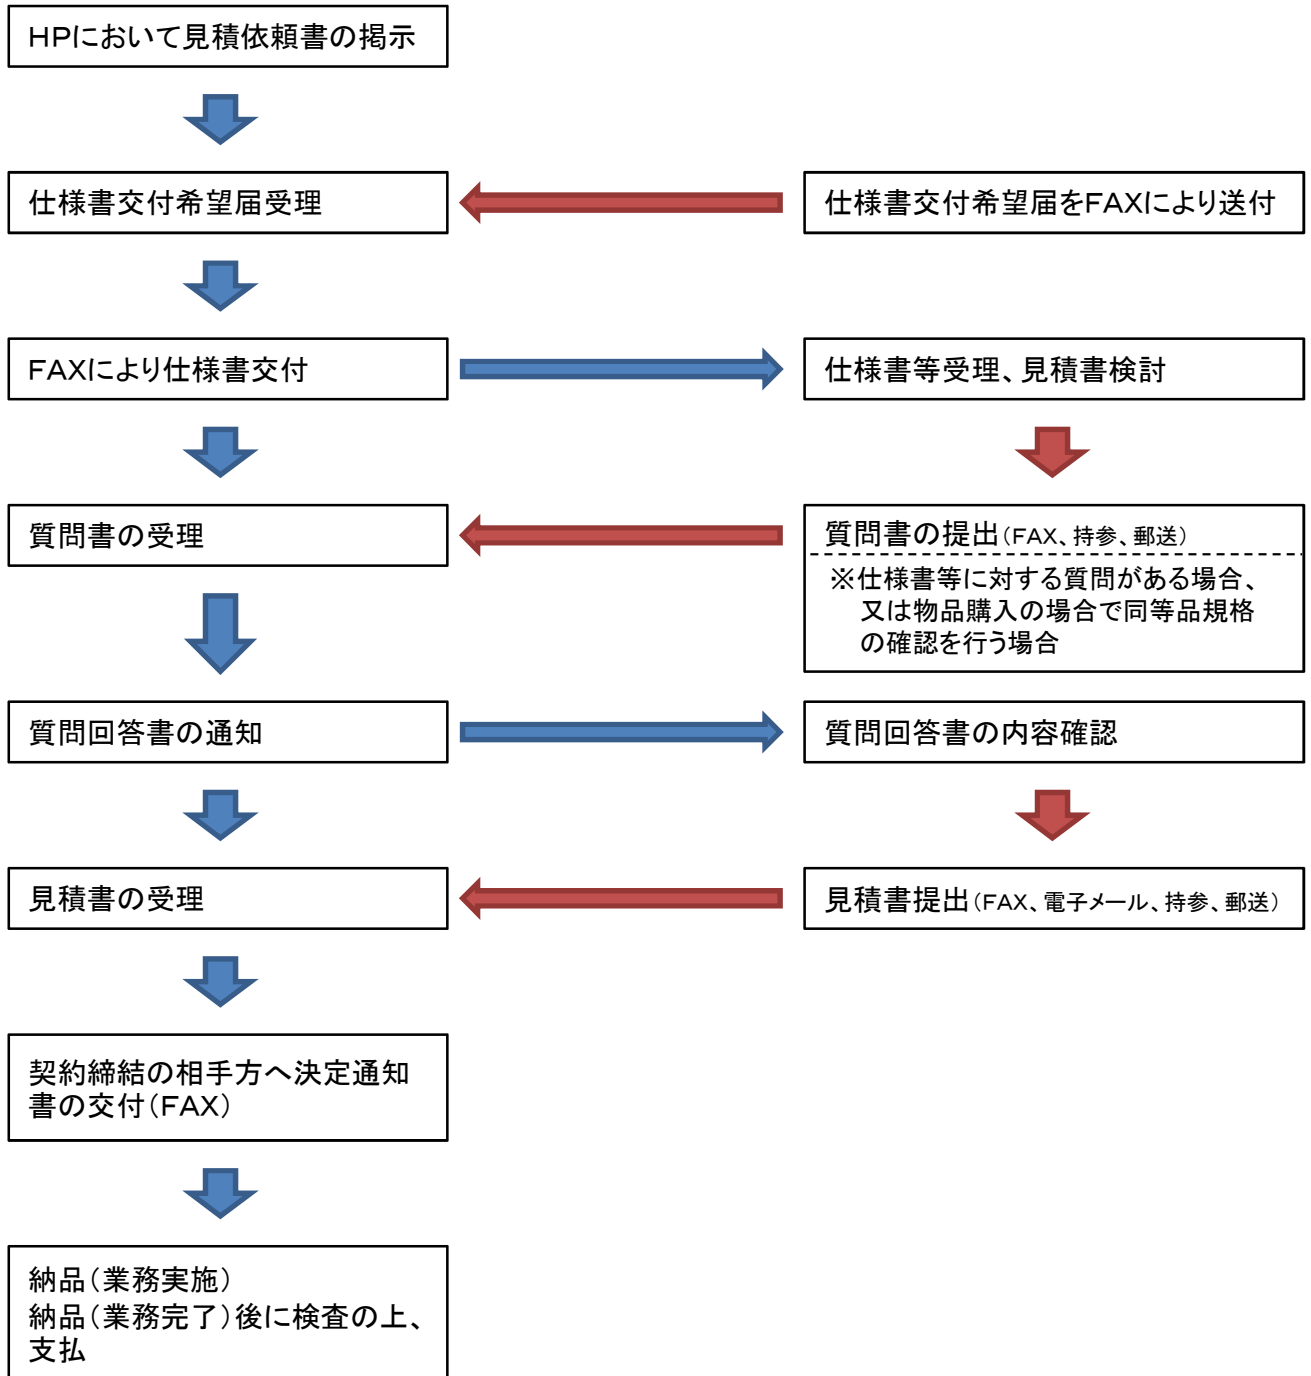 HPにおいて見積依頼書の掲示
仕様書交付希望届受理
仕様書交付希望届をFAXにより送付
FAXにより仕様書交付
仕様書等受理、見積書検討
質問書の受理
質問書の提出(FAX、持参、郵送)
※仕様書等に対する質問がある場合、
又は物品購入の場合で同等品規格
の確認を行う場合
質問回答書の通知
質問回答書の内容確認
見積書の受理
見積書提出(FAX、電子メール、持参、郵送)
契約締結の相手方へ決定通知
書の交付(FAX)
納品(業務実施)
納品(業務完了)後に検査の上、
支払